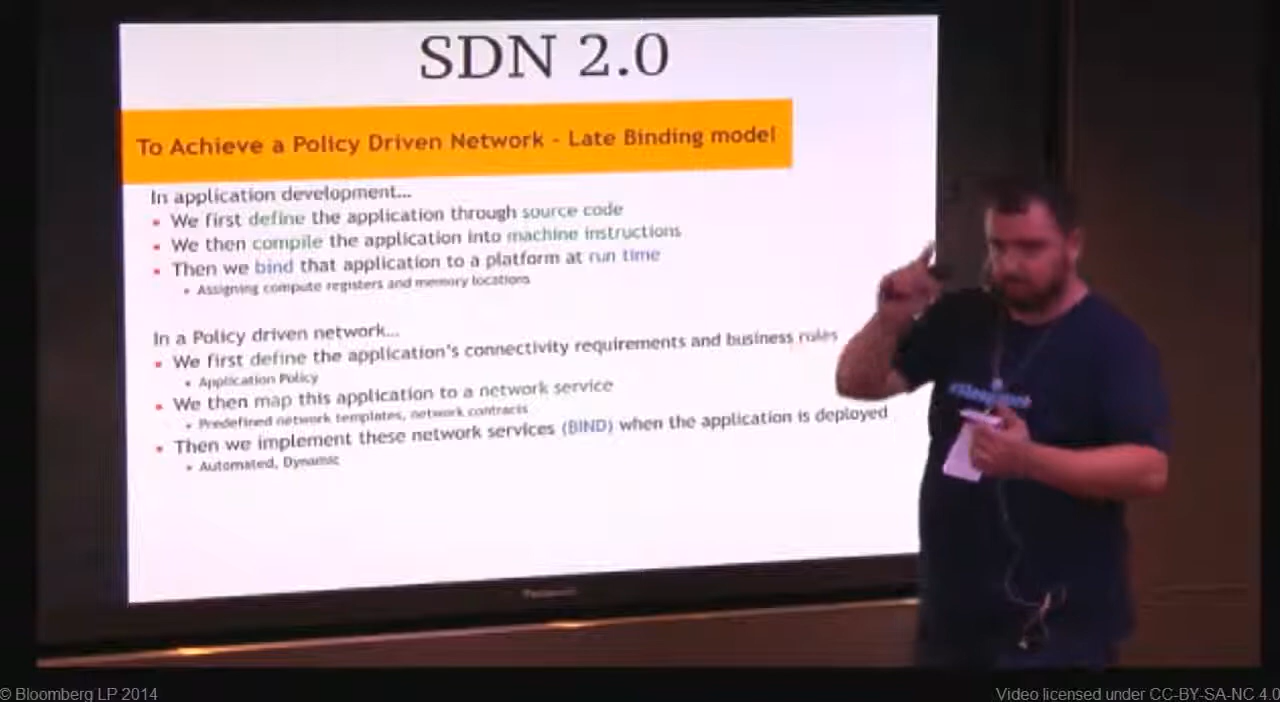 SDN 2.0
To Achieve a Policy Driven Network - Late Binding model
In application development...
• We first define the application through source code
• We then compile the application into machine instructions
• Then we bind that application to a platform at run time
• Assigning compute registers and memory locations
In a Policy driven network...
• We first define the application's connectivity requirements and business rules
• Application Policy
• We then map this application to a network service
• Predefined network templates, network contracts
• Then we implement these network services (BIND) when the application is deployed
• Automated, Dynamic
Panasonic
© Bloomberg LP 2014
Video licensed under CC-BY-SA-NC 4.0